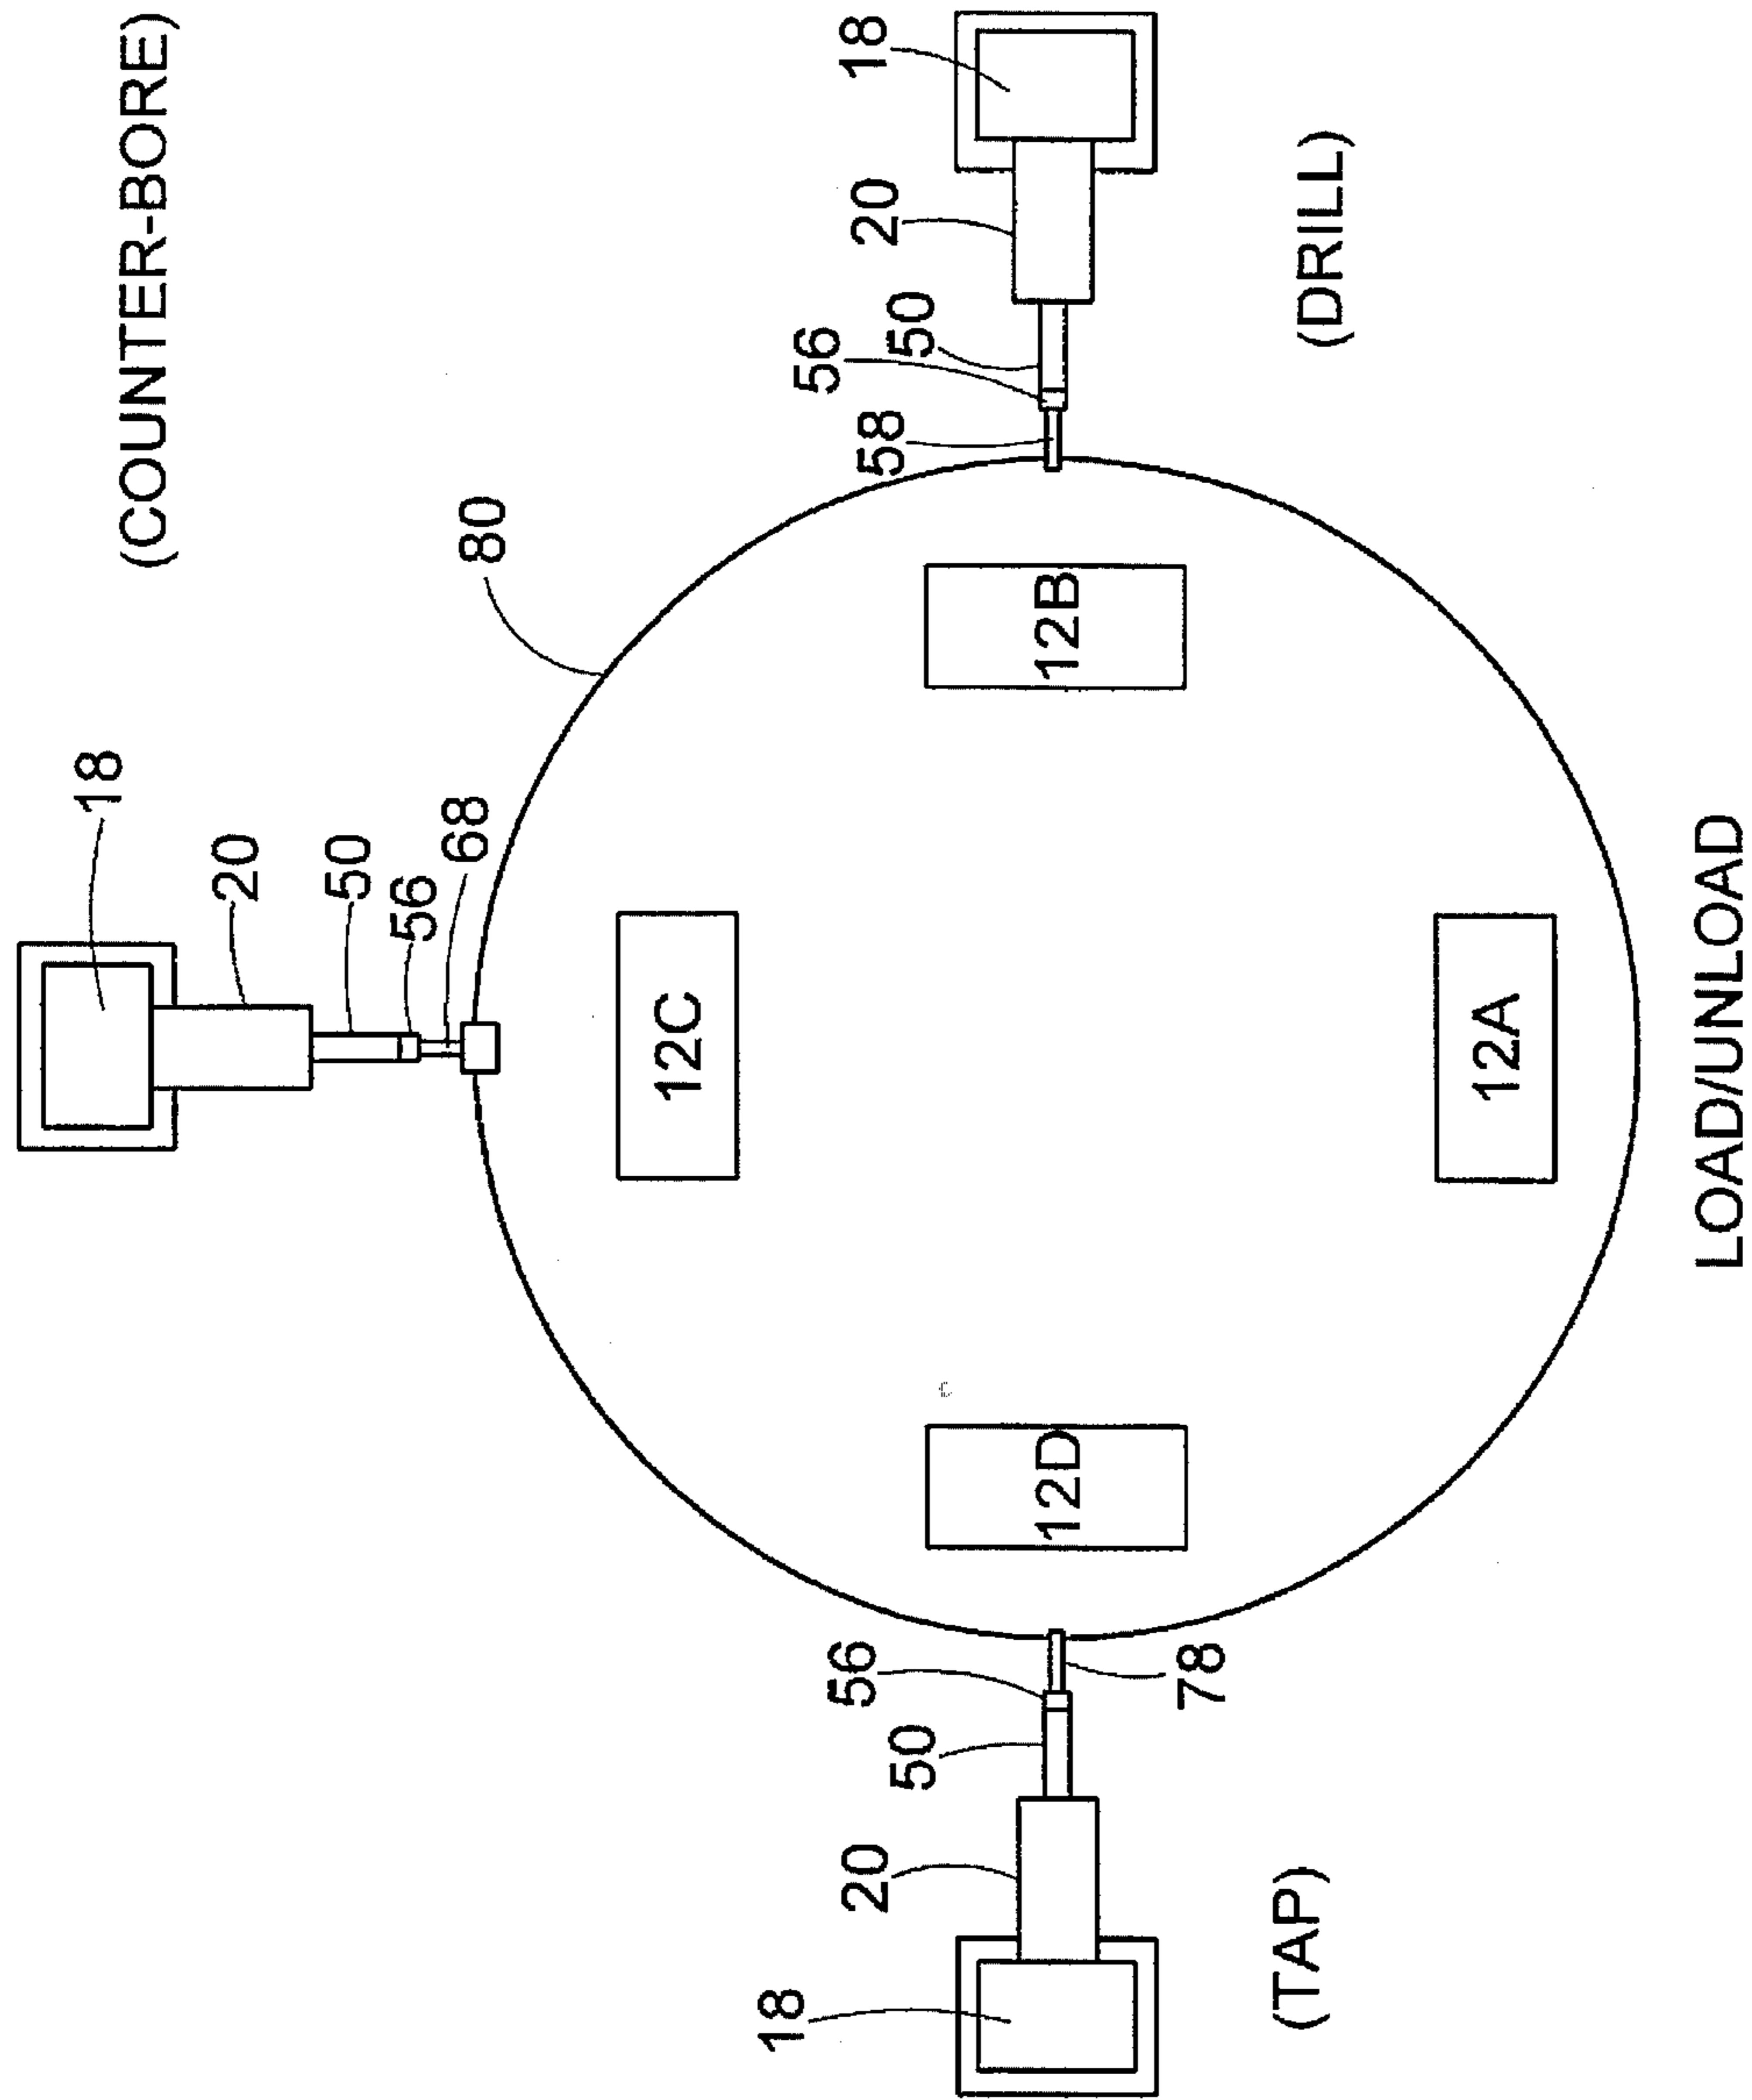 (COUNTER-BORE)
18
20
50
56
68
80
18
20
50
56
58
(DRILL)
12C
12B
12D
12A
56
50
78
20
18
(TAP)
LOAD/UNLOAD